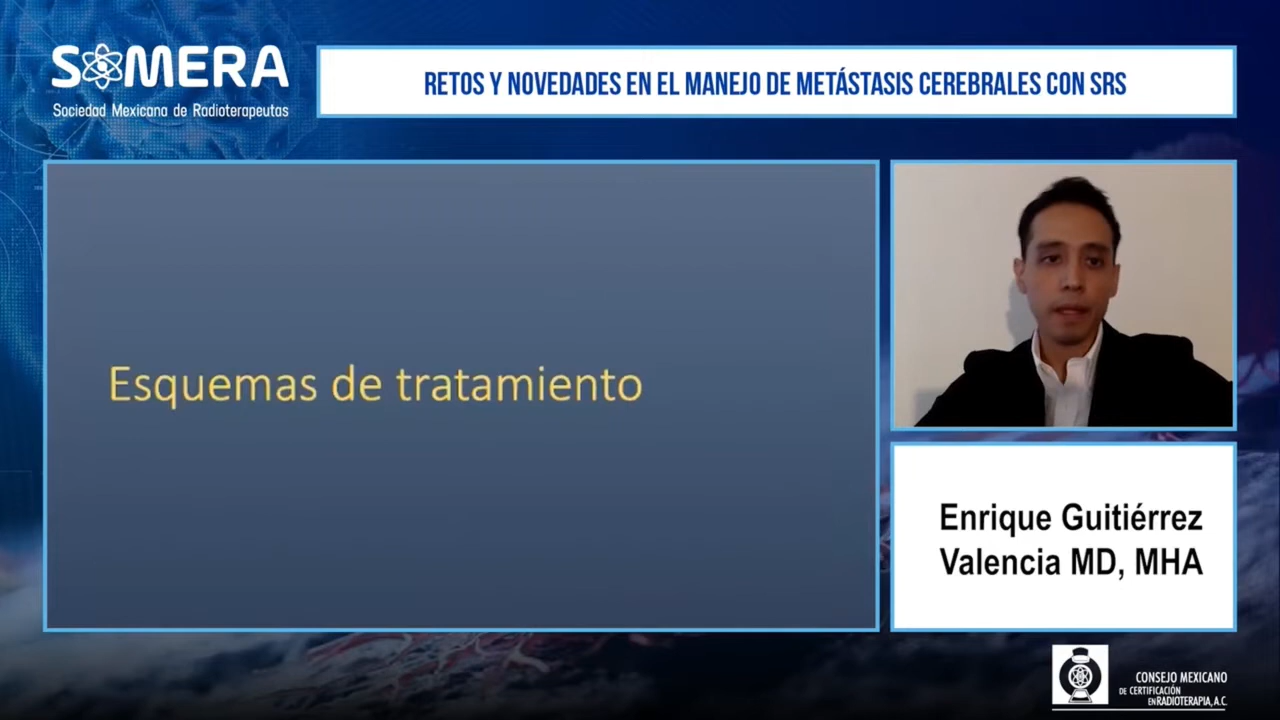 SOMERA
Sociedad Mexicana de Radioterapeutas
RETOS Y NOVEDADES EN EL MANEJO DE METÁSTASIS CEREBRALES CON SRS
Esquemas de tratamiento
Enrique Guitiérrez
Valencia MD, MHA
CONSEJO MEXICANO
DE CERTIFICACIÓN
EN RADIOTERAPIA, A.C.